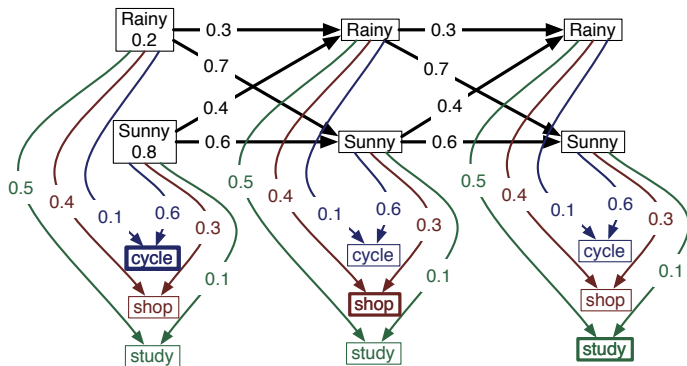 Rainy 0.3 Rainy 0.3 Rainy
0.2
0.7 0.7
0.4 0.4
Sunny 0.6 Sunny 0.6 Sunny
0.8
0.5 0.5 0.5
0.4 0.4 0.4
0.1 0.6 0.3 0.1 0.6 0.3 0.1 0.6 0.3
cycle cycle cycle
0.1 0.1 0.1
shop shop shop
study study study